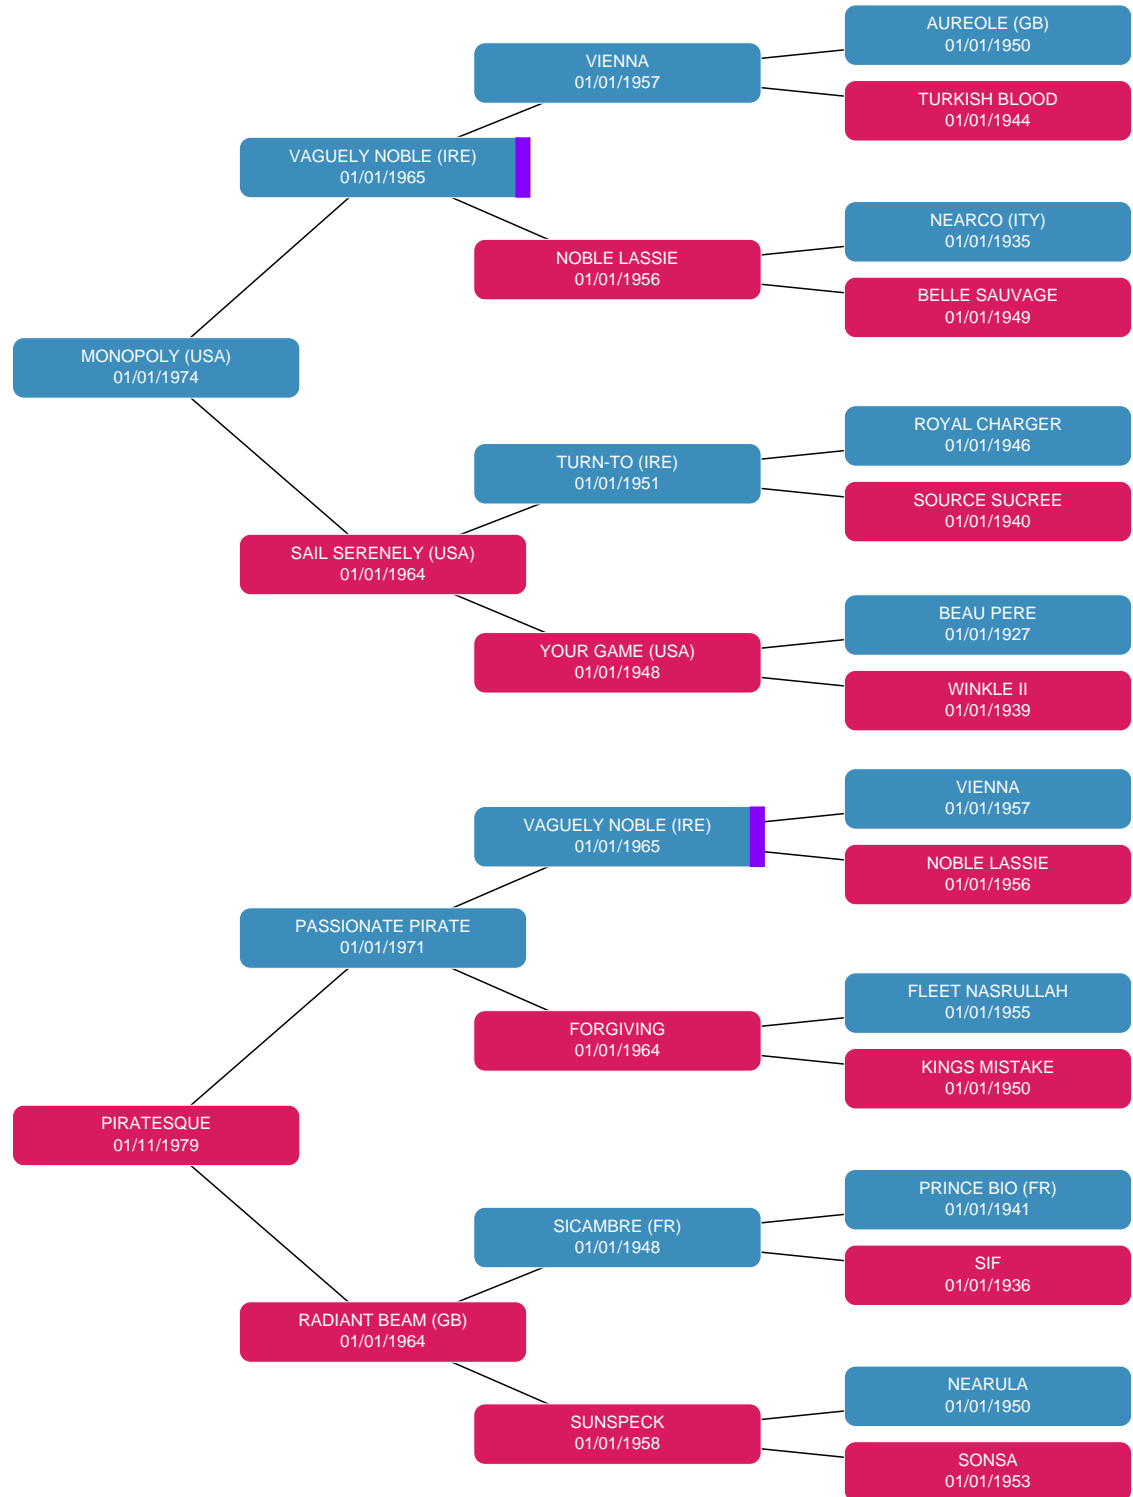 AUREOLE (GB)
01/01/1950
VIENNA
01/01/1957
TURKISH BLOOD
01/01/1944
VAGUELY NOBLE (IRE)
01/01/1965
NEARCO (ITY)
01/01/1935
NOBLE LASSIE
01/01/1956
BELLE SAUVAGE
01/01/1949
MONOPOLY (USA)
01/01/1974
ROYAL CHARGER
01/01/1946
TURN-TO (IRE)
01/01/1951
SOURCE SUCREE
01/01/1940
SAIL SERENELY (USA)
01/01/1964
BEAU PERE
01/01/1927
YOUR GAME (USA)
01/01/1948
WINKLE II
01/01/1939
VIENNA
01/01/1957
VAGUELY NOBLE (IRE)
01/01/1965
NOBLE LASSIE
01/01/1956
PASSIONATE PIRATE
01/01/1971
FLEET NASRULLAH
01/01/1955
FORGIVING
01/01/1964
KINGS MISTAKE
01/01/1950
PIRATESQUE
01/11/1979
PRINCE BIO (FR)
01/01/1941
SICAMBRE (FR)
01/01/1948
SIF
01/01/1936
RADIANT BEAM (GB)
01/01/1964
NEARULA
01/01/1950
SUNSPECK
01/01/1958
SONSA
01/01/1953